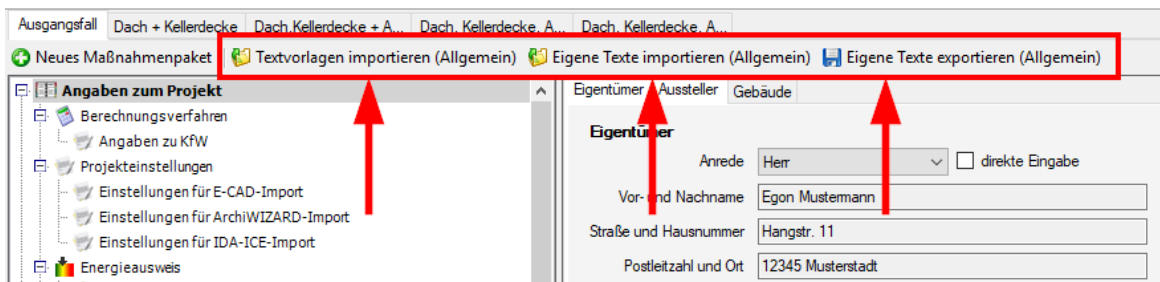 Ausgangsfall Dach + Kellerdecke Dach,Kellerdecke + A... Dach, Kellerdecke, A... Dach, Kellerdecke, A...
Neues Maßnahmenpaket Textvorlagen importieren (Allgemein) Eigene Texte importieren (Allgemein) Eigene Texte exportieren (Allgemein)
Angaben zum Projekt
Berechnungsverfahren
Angaben zu KfW
Projekteinstellungen
Einstellungen für E-CAD-Import
Einstellungen für ArchiWIZARD-Import
Einstellungen für IDA-ICE-Import
Energieausweis
Eigentümer Aussteller Gebäude
Eigentümer
Anrede Herr direkte Eingabe
Vor- und Nachname Egon Mustermann
Straße und Hausnummer Hangstr. 11
Postleitzahl und Ort 12345 Musterstadt